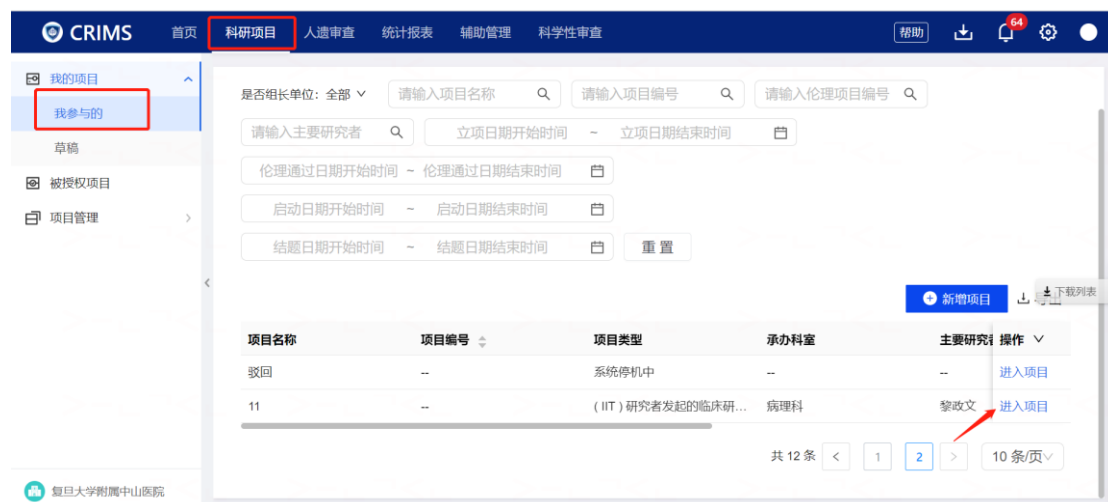 CRIMS 首页 科研项目 人遗审查 统计报表 辅助管理 科学性审查 帮助 64
我的项目
我参与的
草稿
被授权项目
项目管理
是否组长单位: 全部 请输入项目名称 请输入项目编号 请输入伦理项目编号
请输入主要研究者 立项日期开始时间 ~ 立项日期结束时间
伦理通过日期开始时间 ~ 伦理通过日期结束时间
启动日期开始时间 ~ 启动日期结束时间
结题日期开始时间 ~ 结题日期结束时间 重置
新增项目 下载列表
项目名称 项目编号 项目类型 承办科室 主要研究 操作
驳回 -- 系统停机中 -- -- 进入项目
11 -- ( IIT ) 研究者发起的临床研... 病理科 黎政文 进入项目
共 12 条 < 1 2 > 10 条/页
复旦大学附属中山医院